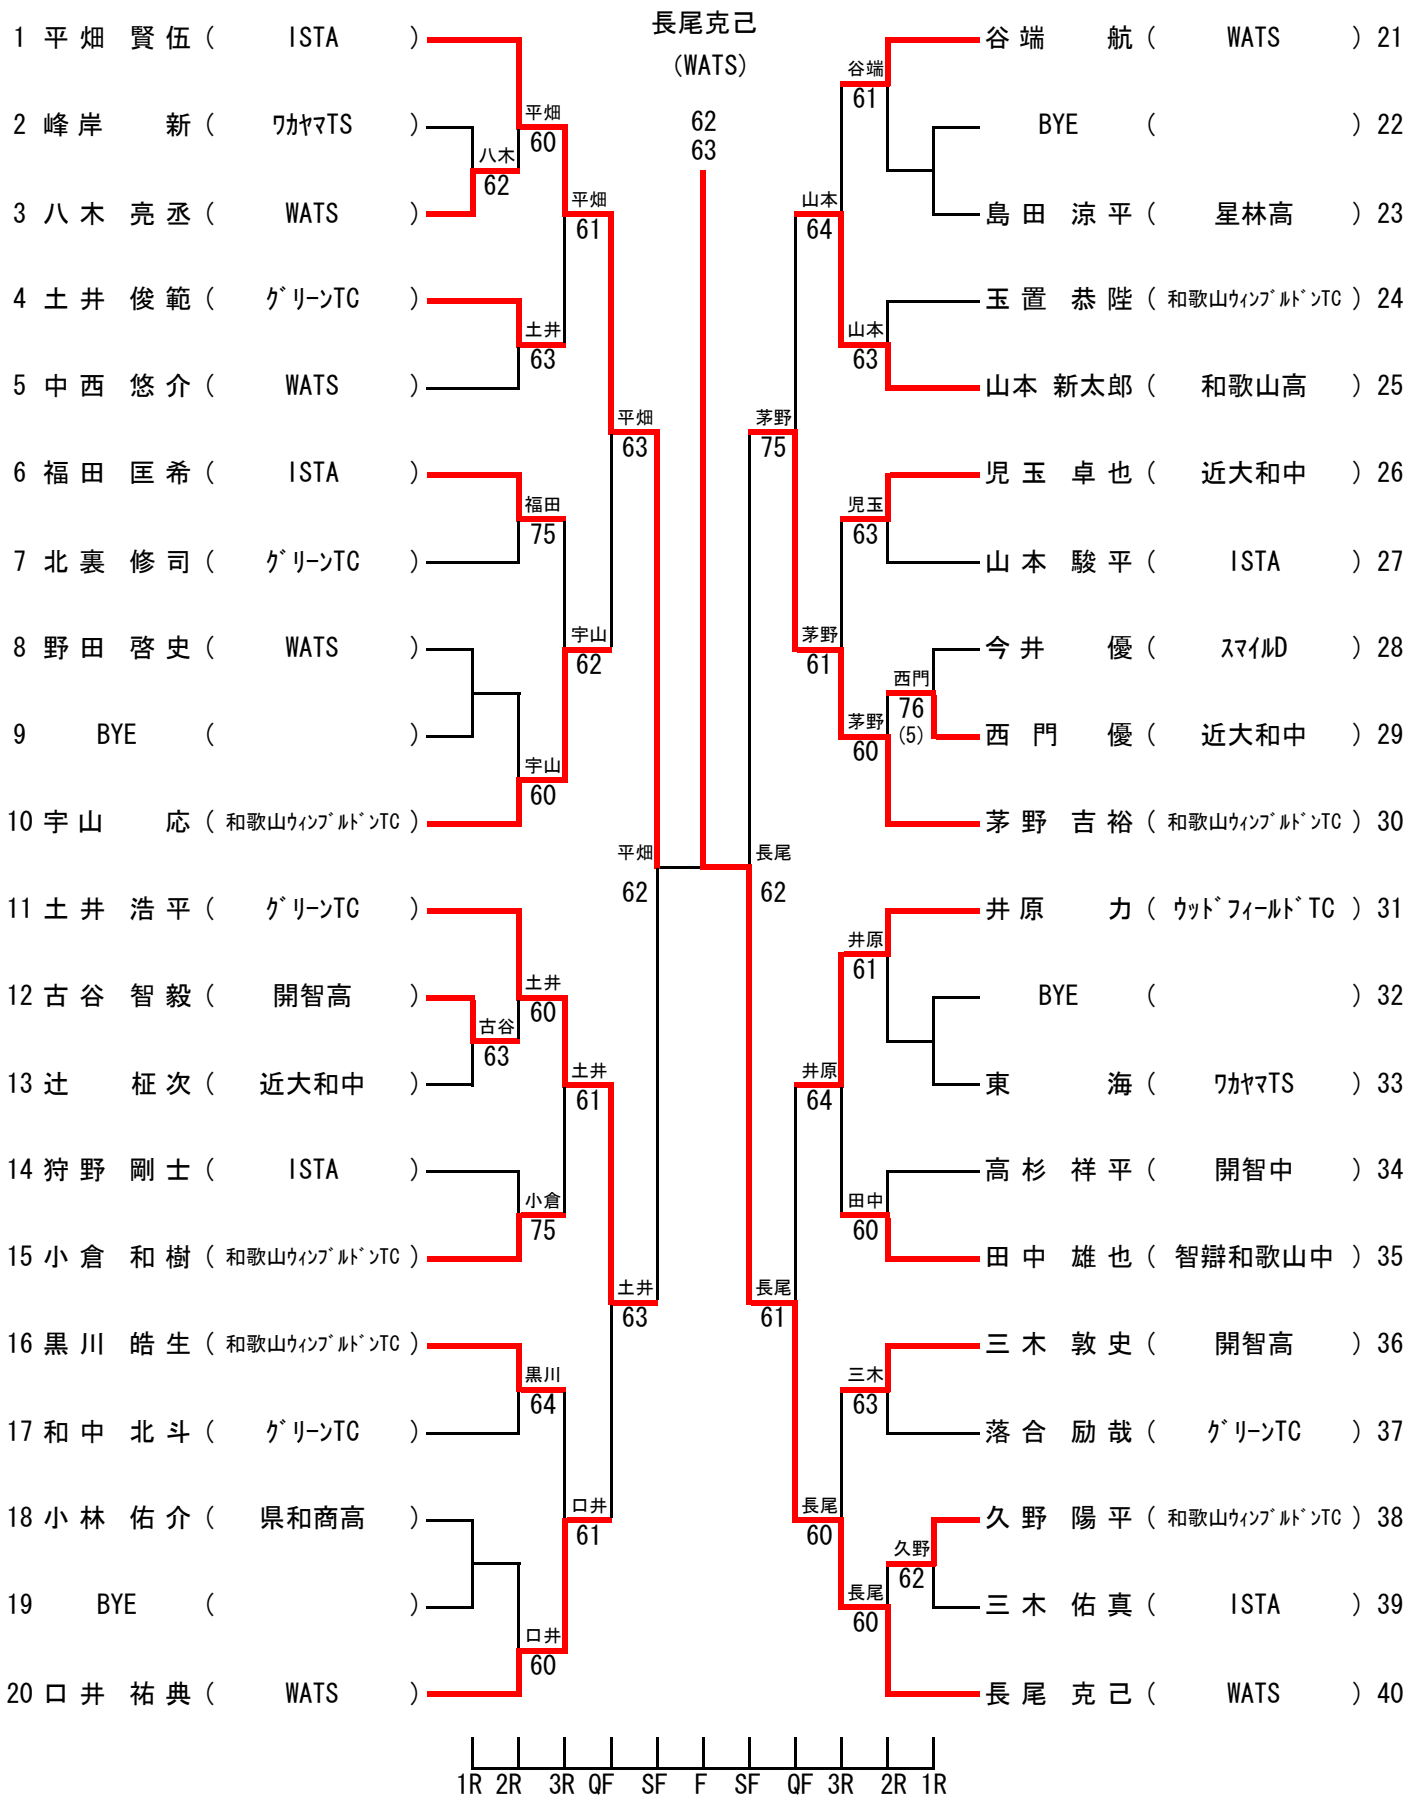 長尾克己
(WATS)
62
63
1 平畑 賢伍 ( ISTA )
2 峰岸 新 ( ﾜｶﾔﾏTS )
3 八木 亮丞 ( WATS )
4 土井 俊範 ( ｸﾞﾘｰﾝTC )
5 中西 悠介 ( WATS )
6 福田 匡希 ( ISTA )
7 北裏 修司 ( ｸﾞﾘｰﾝTC )
8 野田 啓史 ( WATS )
9 BYE ( )
10 宇山 応 ( 和歌山ｳｨﾝﾌﾞﾙﾄﾞﾝTC )
11 土井 浩平 ( ｸﾞﾘｰﾝTC )
12 古谷 智毅 ( 開智高 )
13 辻 柾次 ( 近大和中 )
14 狩野 剛士 ( ISTA )
15 小倉 和樹 ( 和歌山ｳｨﾝﾌﾞﾙﾄﾞﾝTC )
16 黒川 皓生 ( 和歌山ｳｨﾝﾌﾞﾙﾄﾞﾝTC )
17 和中 北斗 ( ｸﾞﾘｰﾝTC )
18 小林 佑介 ( 県和商高 )
19 BYE ( )
20 口井 祐典 ( WATS )
八木
62
古谷
63
平畑
60
土井
63
福田
75
宇山
60
土井
60
小倉
75
黒川
64
口井
60
平畑
61
宇山
62
土井
61
口井
61
平畑
63
土井
63
平畑
62
長尾
62
茅野
75
長尾
61
山本
64
茅野
61
井原
64
長尾
60
谷端
61
山本
63
児玉
63
茅野
60
井原
61
田中
60
三木
63
長尾
60
西門
76
(5)
久野
62
谷端 航 ( WATS ) 21
BYE ( ) 22
島田 涼平 ( 星林高 ) 23
玉置 恭陛 ( 和歌山ｳｨﾝﾌﾞﾙﾄﾞﾝTC ) 24
山本 新太郎 ( 和歌山高 ) 25
児玉 卓也 ( 近大和中 ) 26
山本 駿平 ( ISTA ) 27
今井 優 ( ｽﾏｲﾙD ) 28
西門 優 ( 近大和中 ) 29
茅野 吉裕 ( 和歌山ｳｨﾝﾌﾞﾙﾄﾞﾝTC ) 30
井原 力 ( ｳｯﾄﾞﾌｨｰﾙﾄﾞTC ) 31
BYE ( ) 32
東 海 ( ﾜｶﾔﾏTS ) 33
高杉 祥平 ( 開智中 ) 34
田中 雄也 ( 智辯和歌山中 ) 35
三木 敦史 ( 開智高 ) 36
落合 励哉 ( ｸﾞﾘｰﾝTC ) 37
久野 陽平 ( 和歌山ｳｨﾝﾌﾞﾙﾄﾞﾝTC ) 38
三木 佑真 ( ISTA ) 39
長尾 克己 ( WATS ) 40
1R 2R 3R QF SF F SF QF 3R 2R 1R